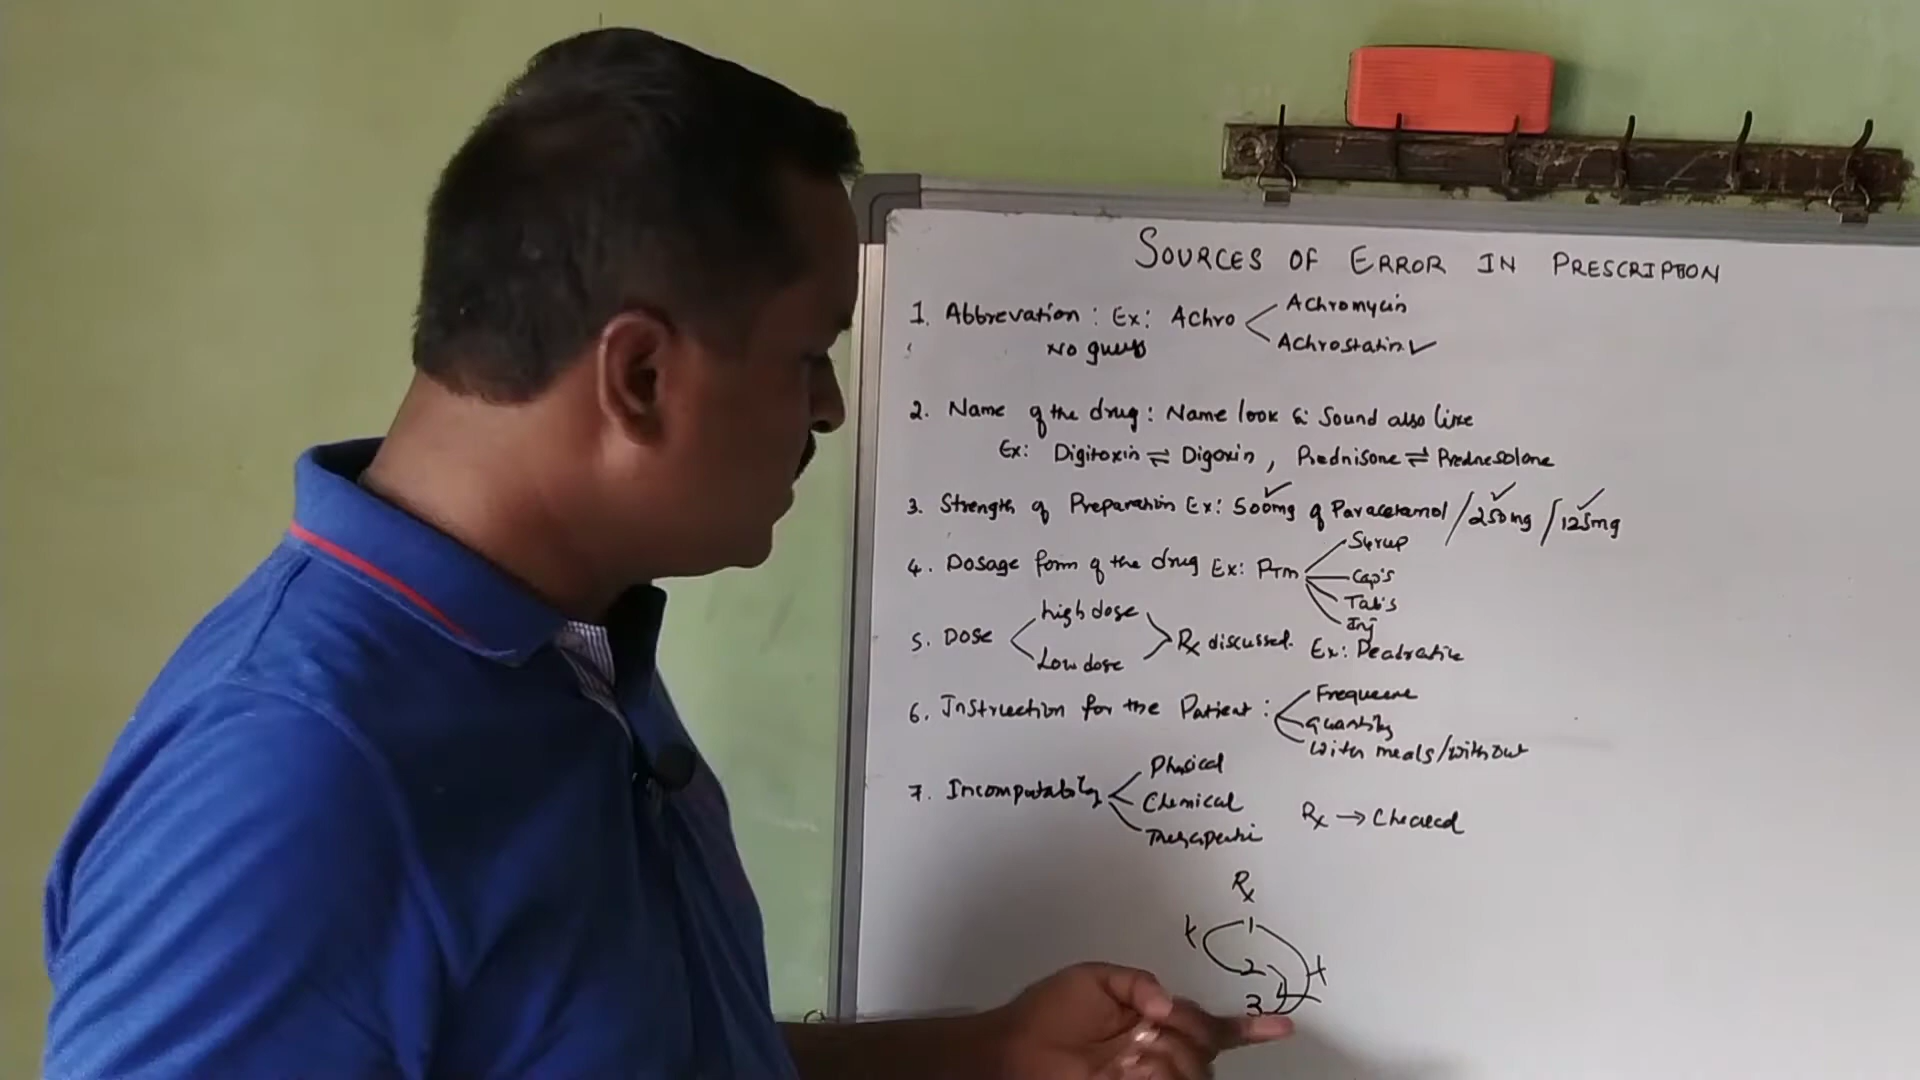 SOURCES OF ERROR IN PRESCRIPTION
1. Abbrevation : Ex: Achro Achromycin
Achrostatin ✓
No guess
2. Name of the drug : Name look & Sound also like
Ex: Digitoxin ⇌ Digoxin , Prednisone ⇌ Prednesolone
3. Strength of Preparation Ex: 500mg of Paracetamol / 250mg / 125mg
4. Dosage form of the drug Ex: PTM Syrup
Cap's
Tab's
Inj
5. Dose high dose
Low dose
Rx discussed. Ex:
6. Instruction for the Patient : Frequence
quantity
with meals/without
7. Incompatability Physical
Chemical
Therapeutic
Rx → Checked
Rx
1
2
3